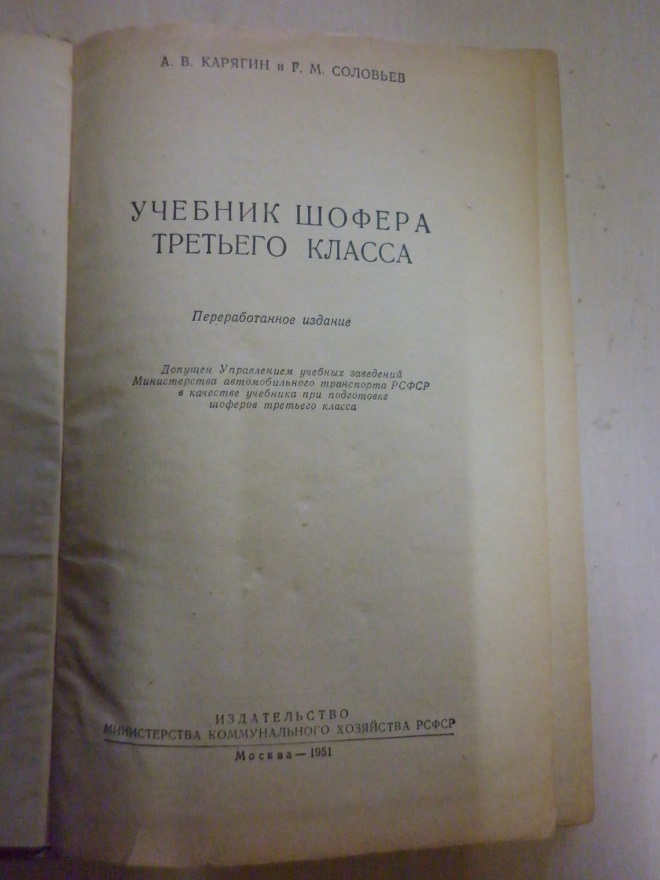 А. В. КАРЯГИН и Г. М. СОЛОВЬЕВ
УЧЕБНИК ШОФЕРА
ТРЕТЬЕГО КЛАССА
Переработанное издание
Допущен Управлением учебных заведений
Министерства автомобильного транспорта РСФСР
в качестве учебника при подготовке
шоферов третьего класса
ИЗДАТЕЛЬСТВО
МИНИСТЕРСТВА КОММУНАЛЬНОГО ХОЗЯЙСТВА РСФСР
Москва — 1951